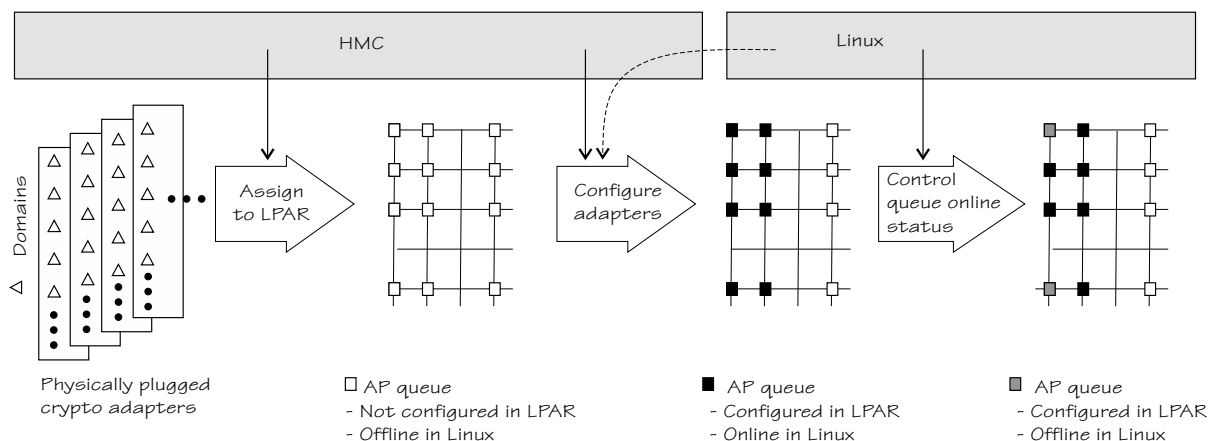 HMC
Linux
Domains
Assign
to LPAR
Configure
adapters
Control
queue online
status
Physically plugged
crypto adapters
AP queue
- Not configured in LPAR
- Offline in Linux
AP queue
- Configured in LPAR
- Online in Linux
AP queue
- Configured in LPAR
- Offline in Linux